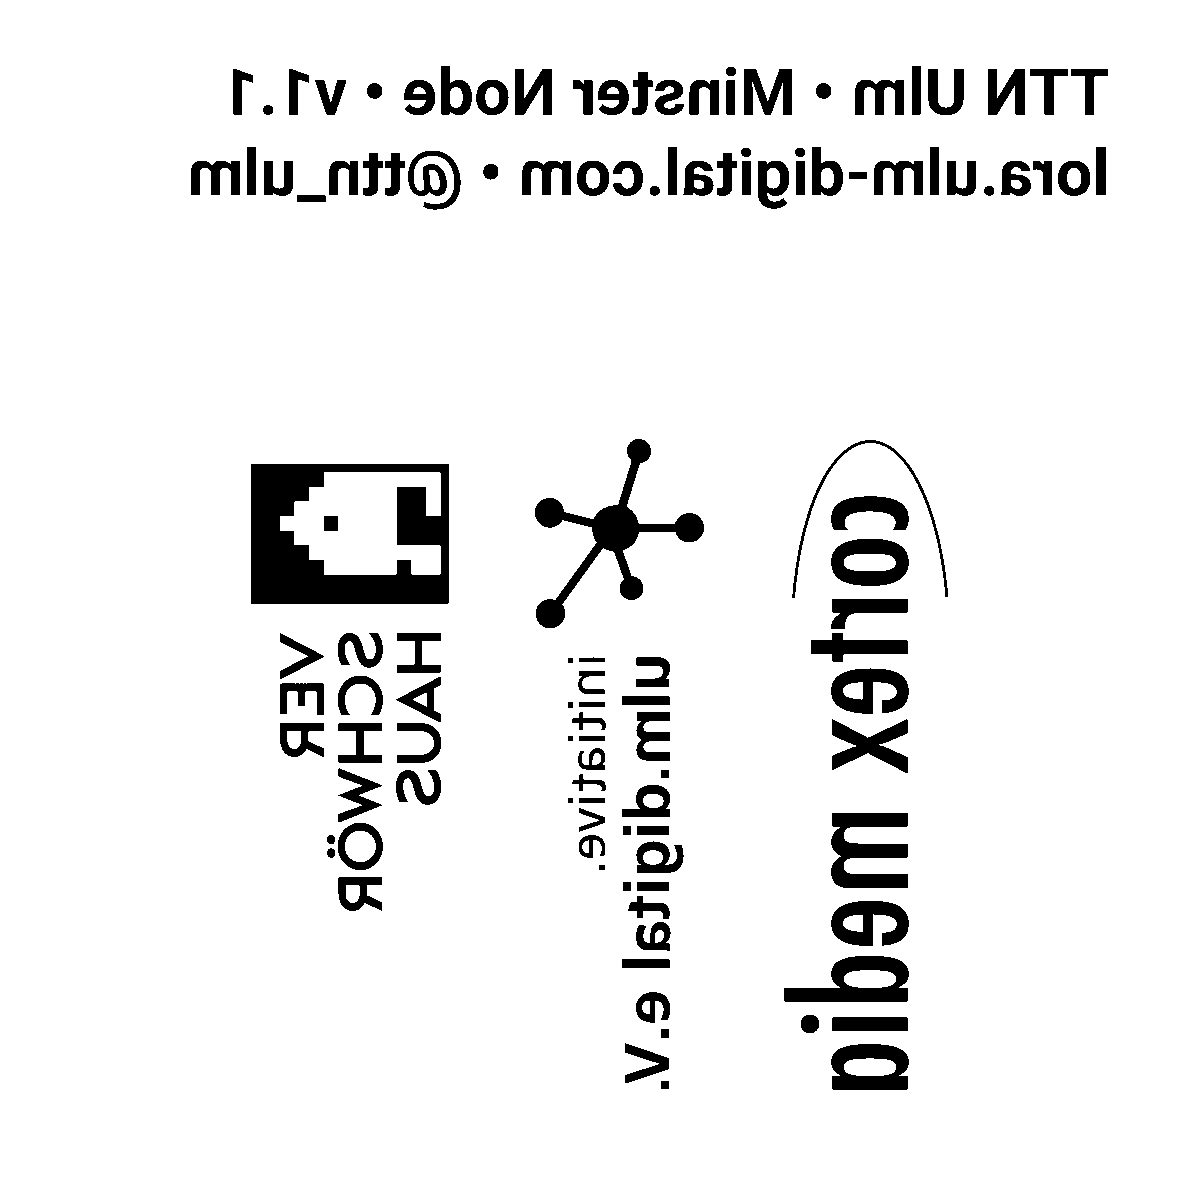 TTN Ulm • Minster Node • v1.1
lora.ulm-digital.com • @ttn_ulm
cortex media
initiative.
ulm.digital e.V.
VER
SCHWÖR
HAUS